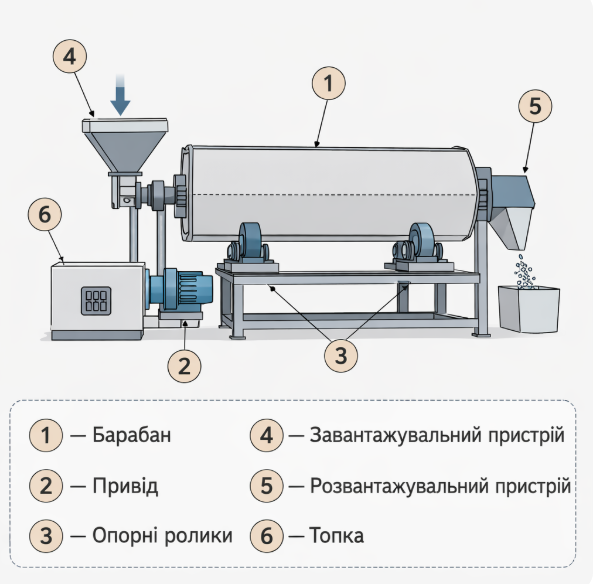 4
1
5
6
2
3
1 — Барабан
4 — Завантажувальний пристрій
2 — Привід
5 — Розвантажувальний пристрій
3 — Опорні ролики
6 — Топка